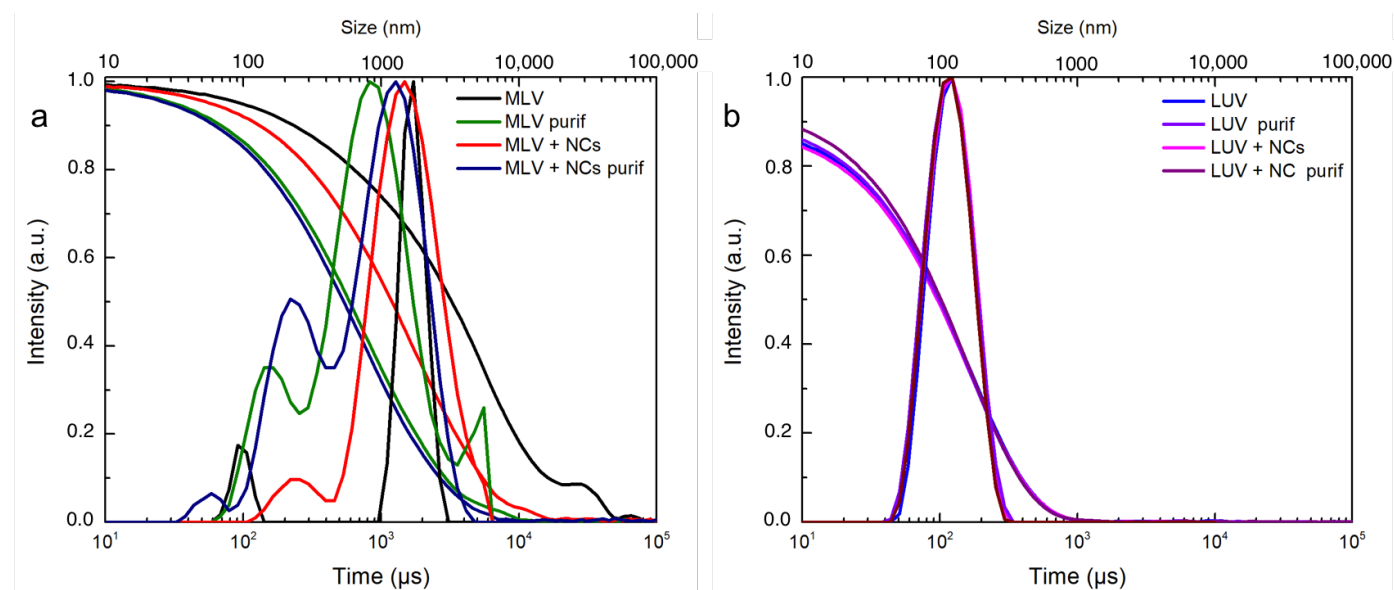 Size (nm)
10 100 1000 10,000 100,000
a
MLV
MLV purif
MLV + NCs
MLV + NCs purif
1.0
0.8
0.6
0.4
0.2
0.0
Intensity (a.u.)
10¹ 10² 10³ 10⁴ 10⁵
Time (µs)
Size (nm)
10 100 1000 10,000 100,000
b
LUV
LUV purif
LUV + NCs
LUV + NC purif
1.0
0.8
0.6
0.4
0.2
0.0
Intensity (a.u.)
10¹ 10² 10³ 10⁴ 10⁵
Time (µs)